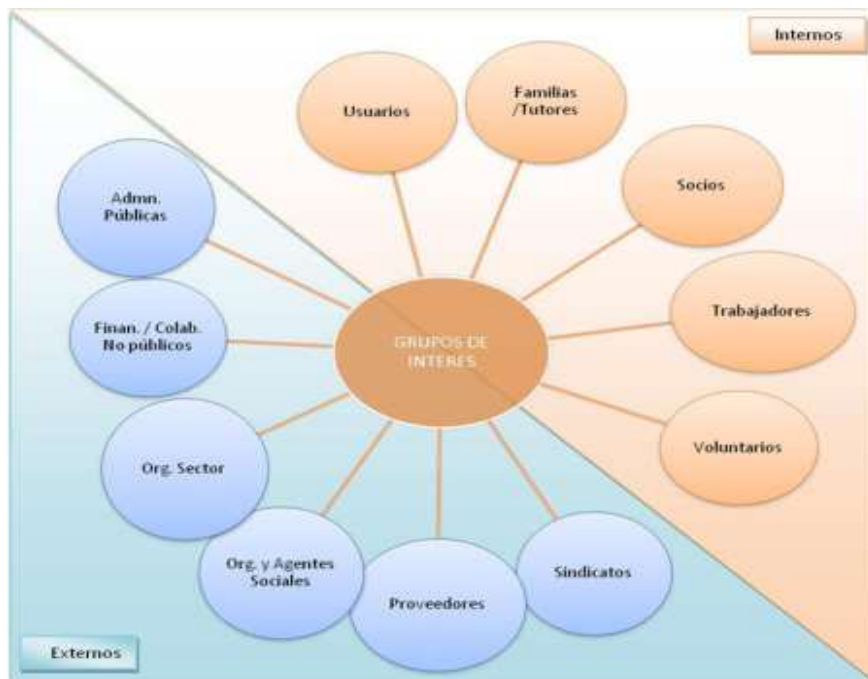 Internos
Usuarios
Familias
/Tutores
Socios
Trabajadores
Voluntarios
Admn.
Públicas
Finan. / Colab.
No públicos
Org. Sector
Org. y Agentes
Sociales
Proveedores
Sindicatos
GRUPOS DE
INTERES
Externos